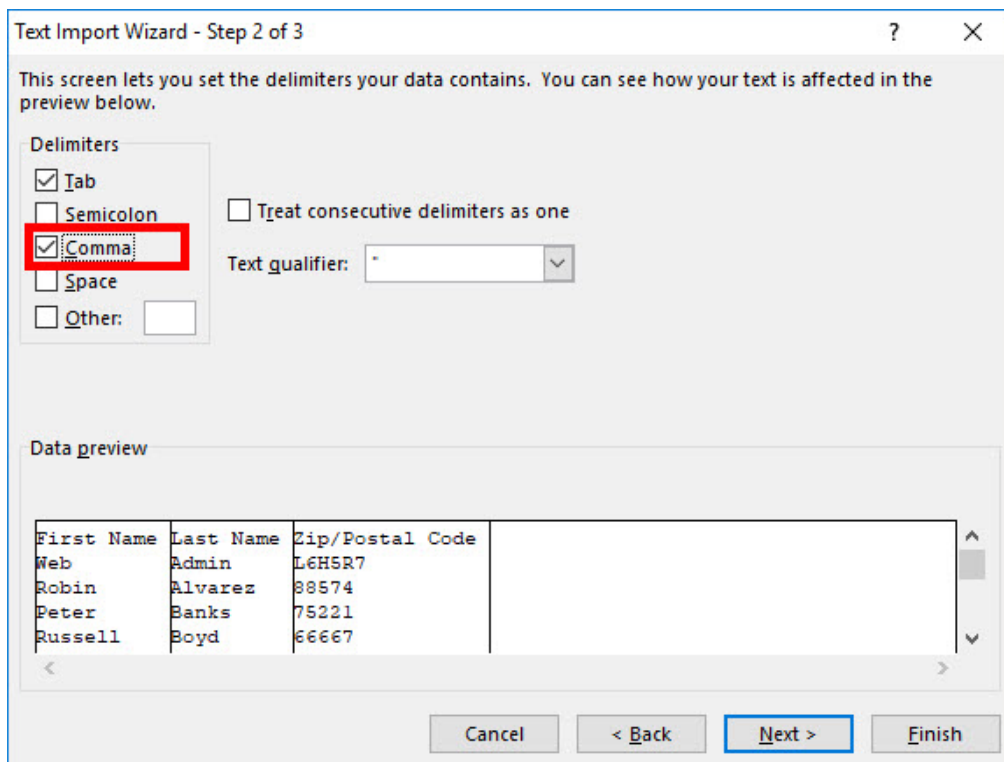 Text Import Wizard - Step 2 of 3
?
This screen lets you set the delimiters your data contains. You can see how your text is affected in the
preview below.
Delimiters
Tab
Semicolon
Comma
Space
Other:
Treat consecutive delimiters as one
Text qualifier: "
Data preview
First Name Last Name Zip/Postal Code
Web Admin L6H5R7
Robin Alvarez 88574
Peter Banks 75221
Russell Boyd 66667
Cancel < Back Next > Finish